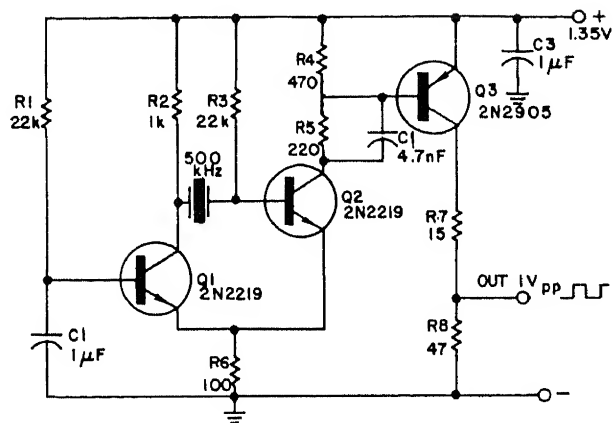 +
1.35V
C3
1µF
R1
22k
R2
1k
R3
22k
R4
470
R5
220
C1
4.7nF
Q3
2N2905
500
kHz
Q2
2N2219
R7
15
Q1
2N2219
OUT 1V pp
C1
1µF
R6
100
R8
47
−